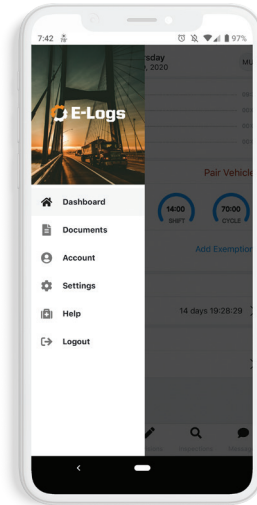 7:42
97%
rsday
, 2020
MU
E-Logs
Pair Vehicle
Dashboard
14:00
SHIFT
70:00
CYCLE
Documents
Account
Add Exemption
Settings
Help
14 days 19:28:29
Logout